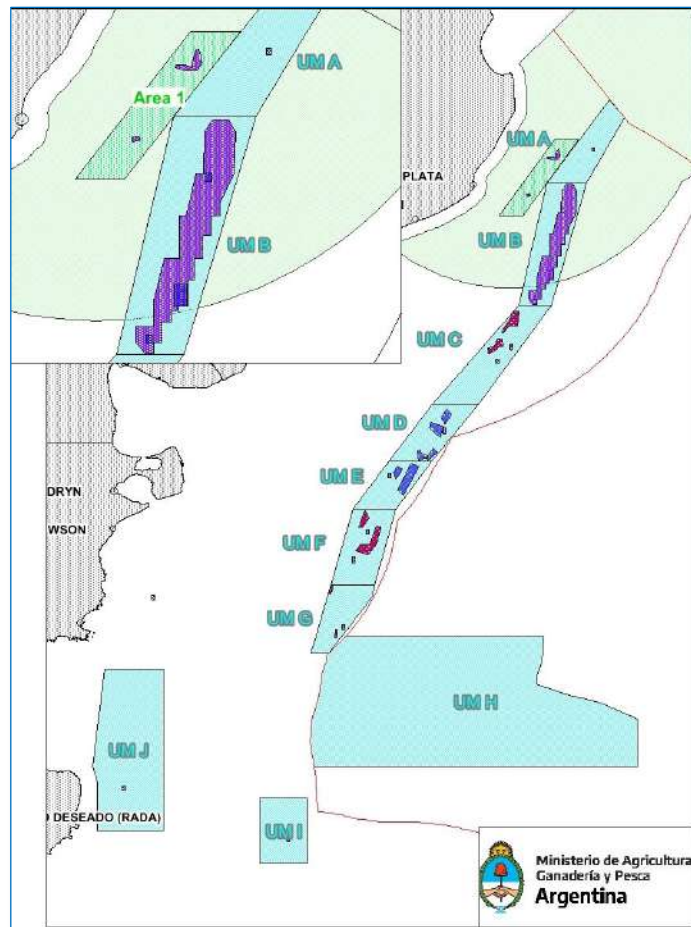 UM A
Area 1
UM B
UM A
PLATA
UM B
UM C
UM D
UM E
DRYN
WSON
UM F
UM G
UM H
UM J
DESEADO (RADA)
UM I
Ministerio de Agricultura
Ganadería y Pesca
Argentina